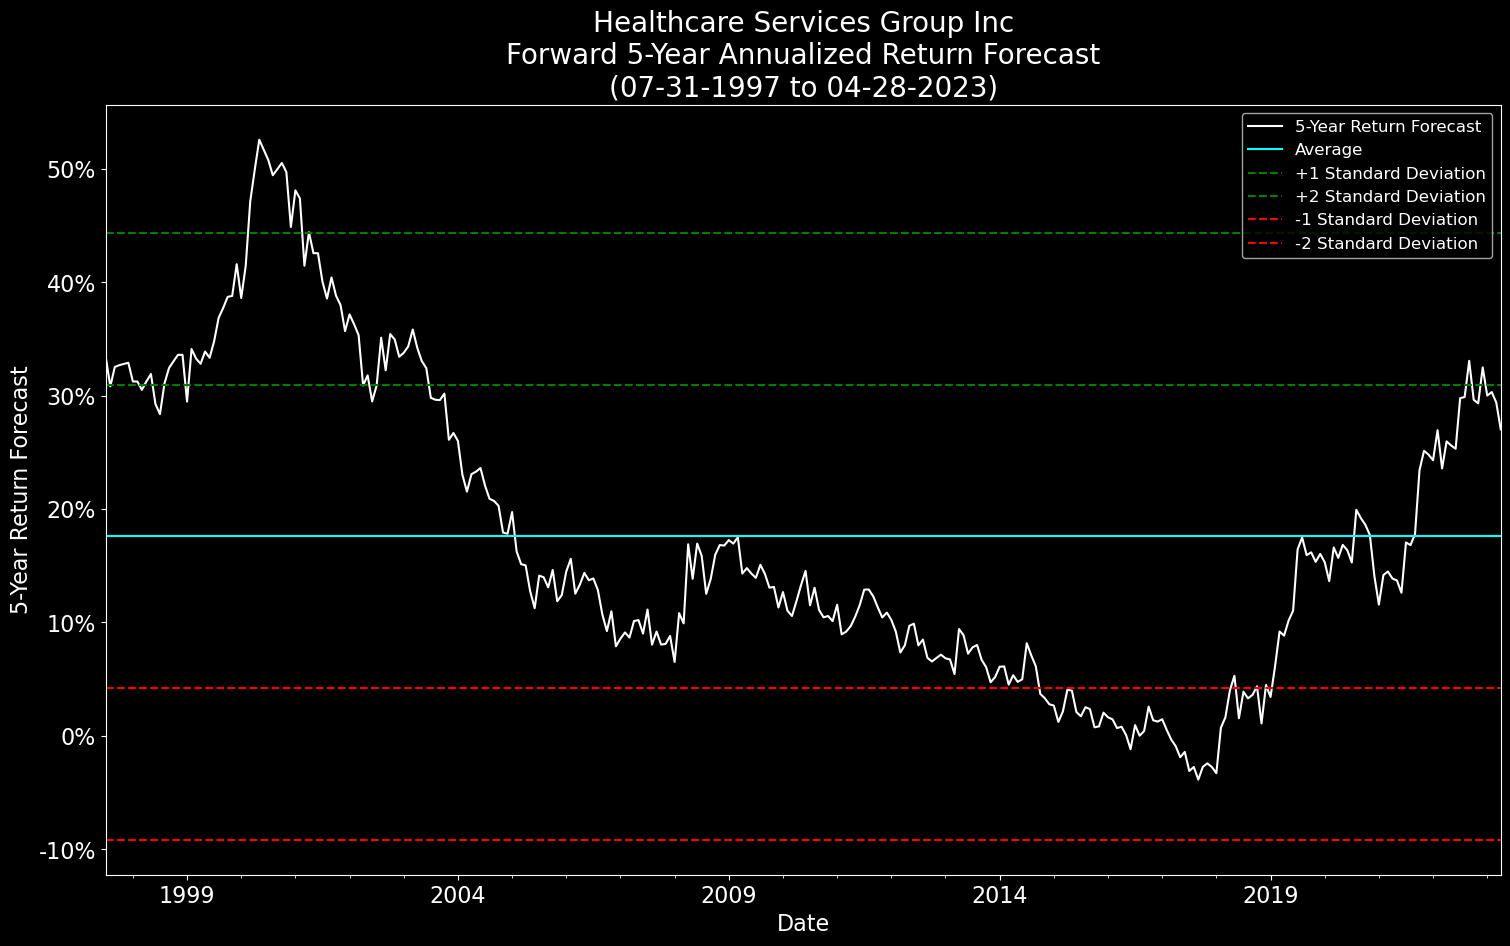 Healthcare Services Group Inc
Forward 5-Year Annualized Return Forecast
(07-31-1997 to 04-28-2023)
5-Year Return Forecast
Average
+1 Standard Deviation
+2 Standard Deviation
-1 Standard Deviation
-2 Standard Deviation
5-Year Return Forecast
50%
40%
30%
20%
10%
0%
-10%
1999 2004 2009 2014 2019
Date